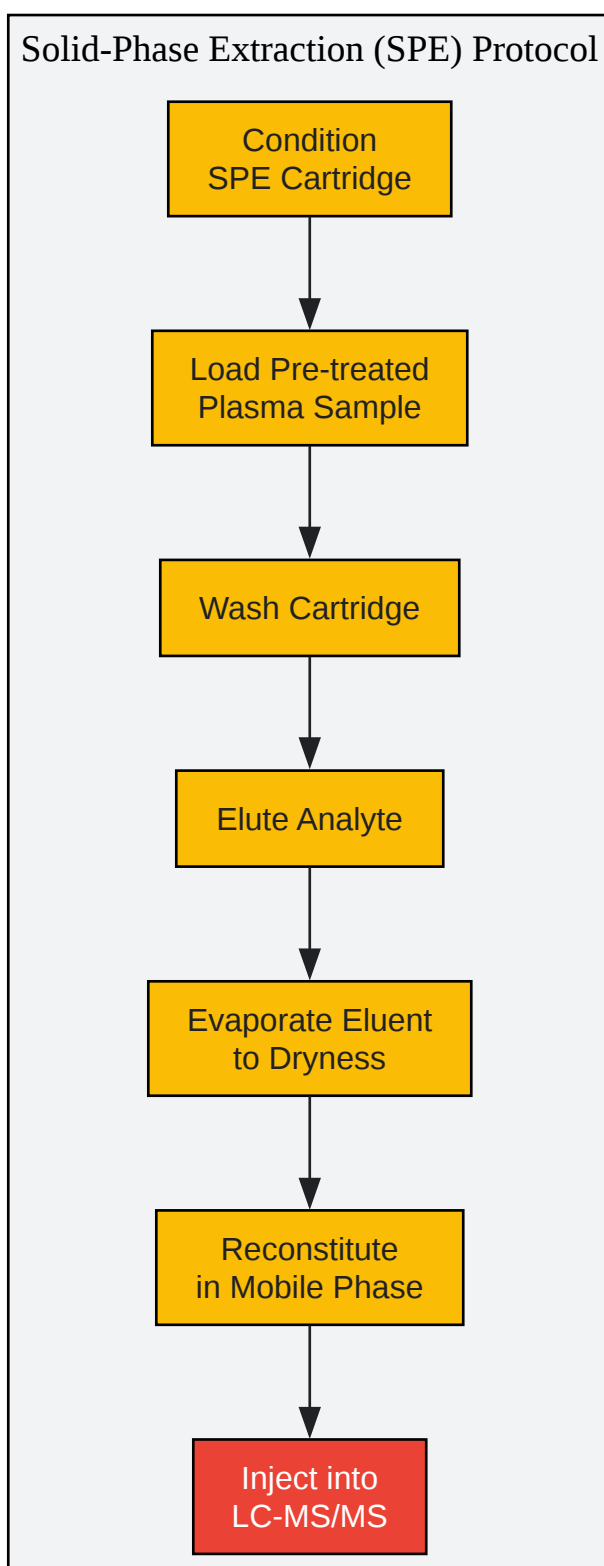 Solid-Phase Extraction (SPE) Protocol
Condition
SPE Cartridge
Load Pre-treated
Plasma Sample
Wash Cartridge
Elute Analyte
Evaporate Eluent
to Dryness
Reconstitute
in Mobile Phase
Inject into
LC-MS/MS